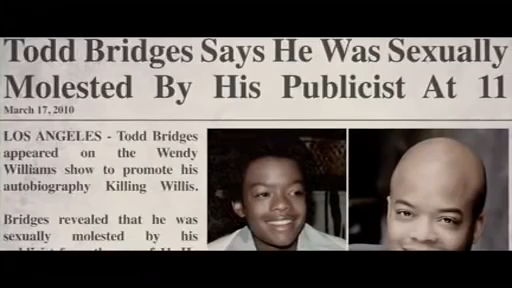 Todd Bridges Says He Was Sexually
Molested By His Publicist At 11
March 17, 2010
LOS ANGELES - Todd Bridges
appeared on the Wendy
Williams show to promote his
autobiography Killing Willis.
Bridges revealed that he was
sexually molested by his